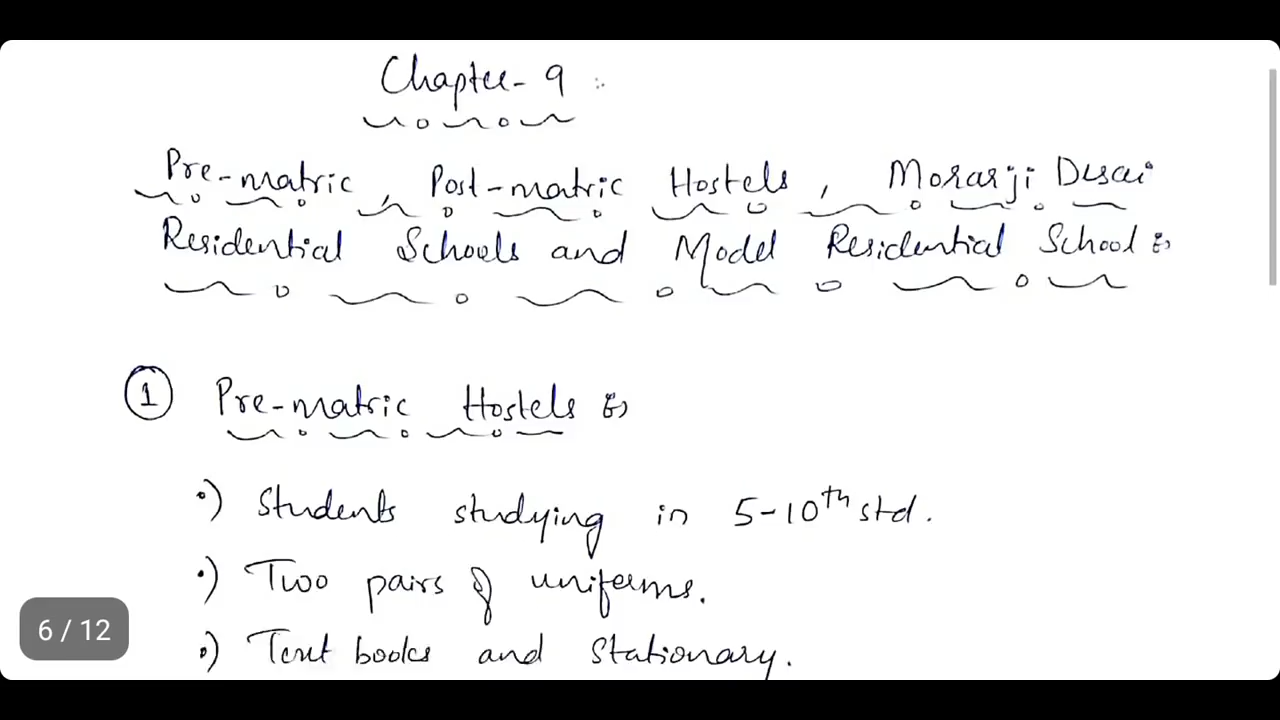 Chapter - 9 :
Pre-matric, Post-matric Hostels, Morarji Desai
Residential Schools and Model Residential School :
① Pre-matric Hostels :
•) Students studying in 5-10th std.
•) Two pairs of uniforms.
•) Text books and stationary.
6 / 12